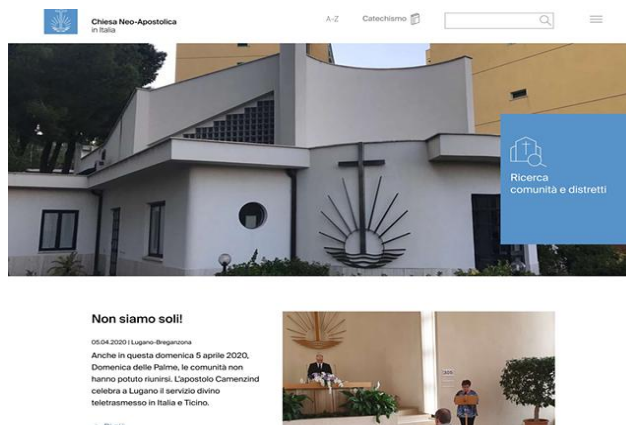 Chiesa Neo-Apostolica
in Italia
A-Z
Catechismo
Ricerca
comunità e distretti
Non siamo soli!
05.04.2020 | Lugano-Breganzona
Anche in questa domenica 5 aprile 2020,
Domenica delle Palme, le comunità non
hanno potuto riunirsi. L'apostolo Camenzind
celebra a Lugano il servizio divino
teletrasmesso in Italia e Ticino.
305